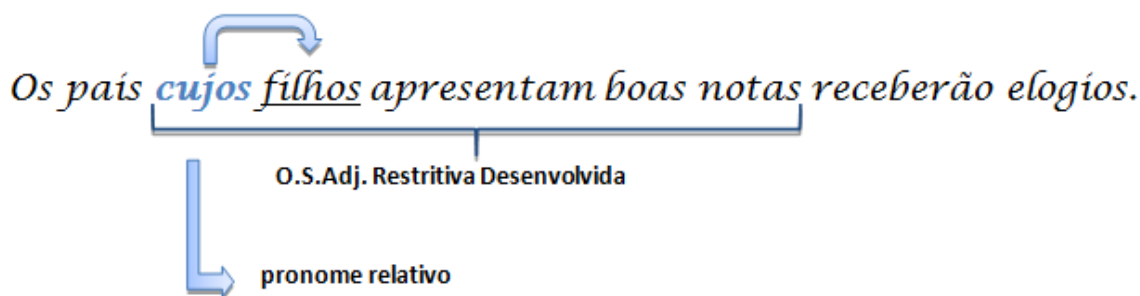 Os pais cujos filhos apresentam boas notas receberão elogios.
O.S.Adj. Restritiva Desenvolvida
pronome relativo